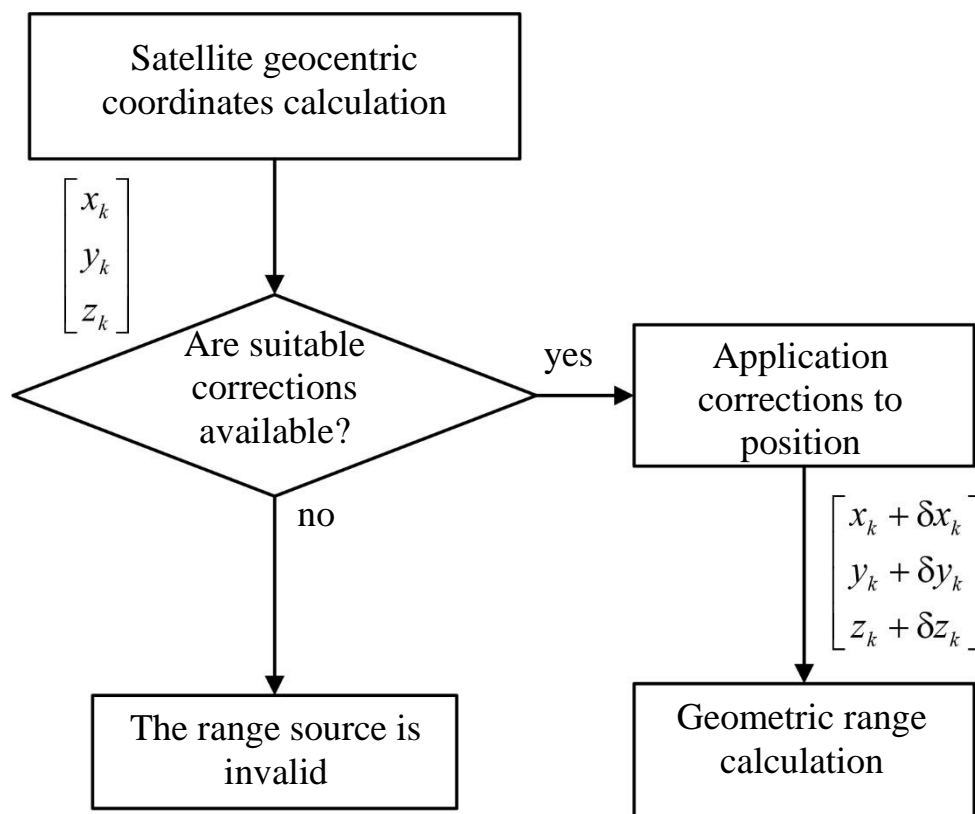 Satellite geocentric
coordinates calculation
x_k
y_k
z_k
Are suitable
corrections
available?
yes
Application
corrections to
position
no
x_k + δx_k
y_k + δy_k
z_k + δz_k
The range source is
invalid
Geometric range
calculation